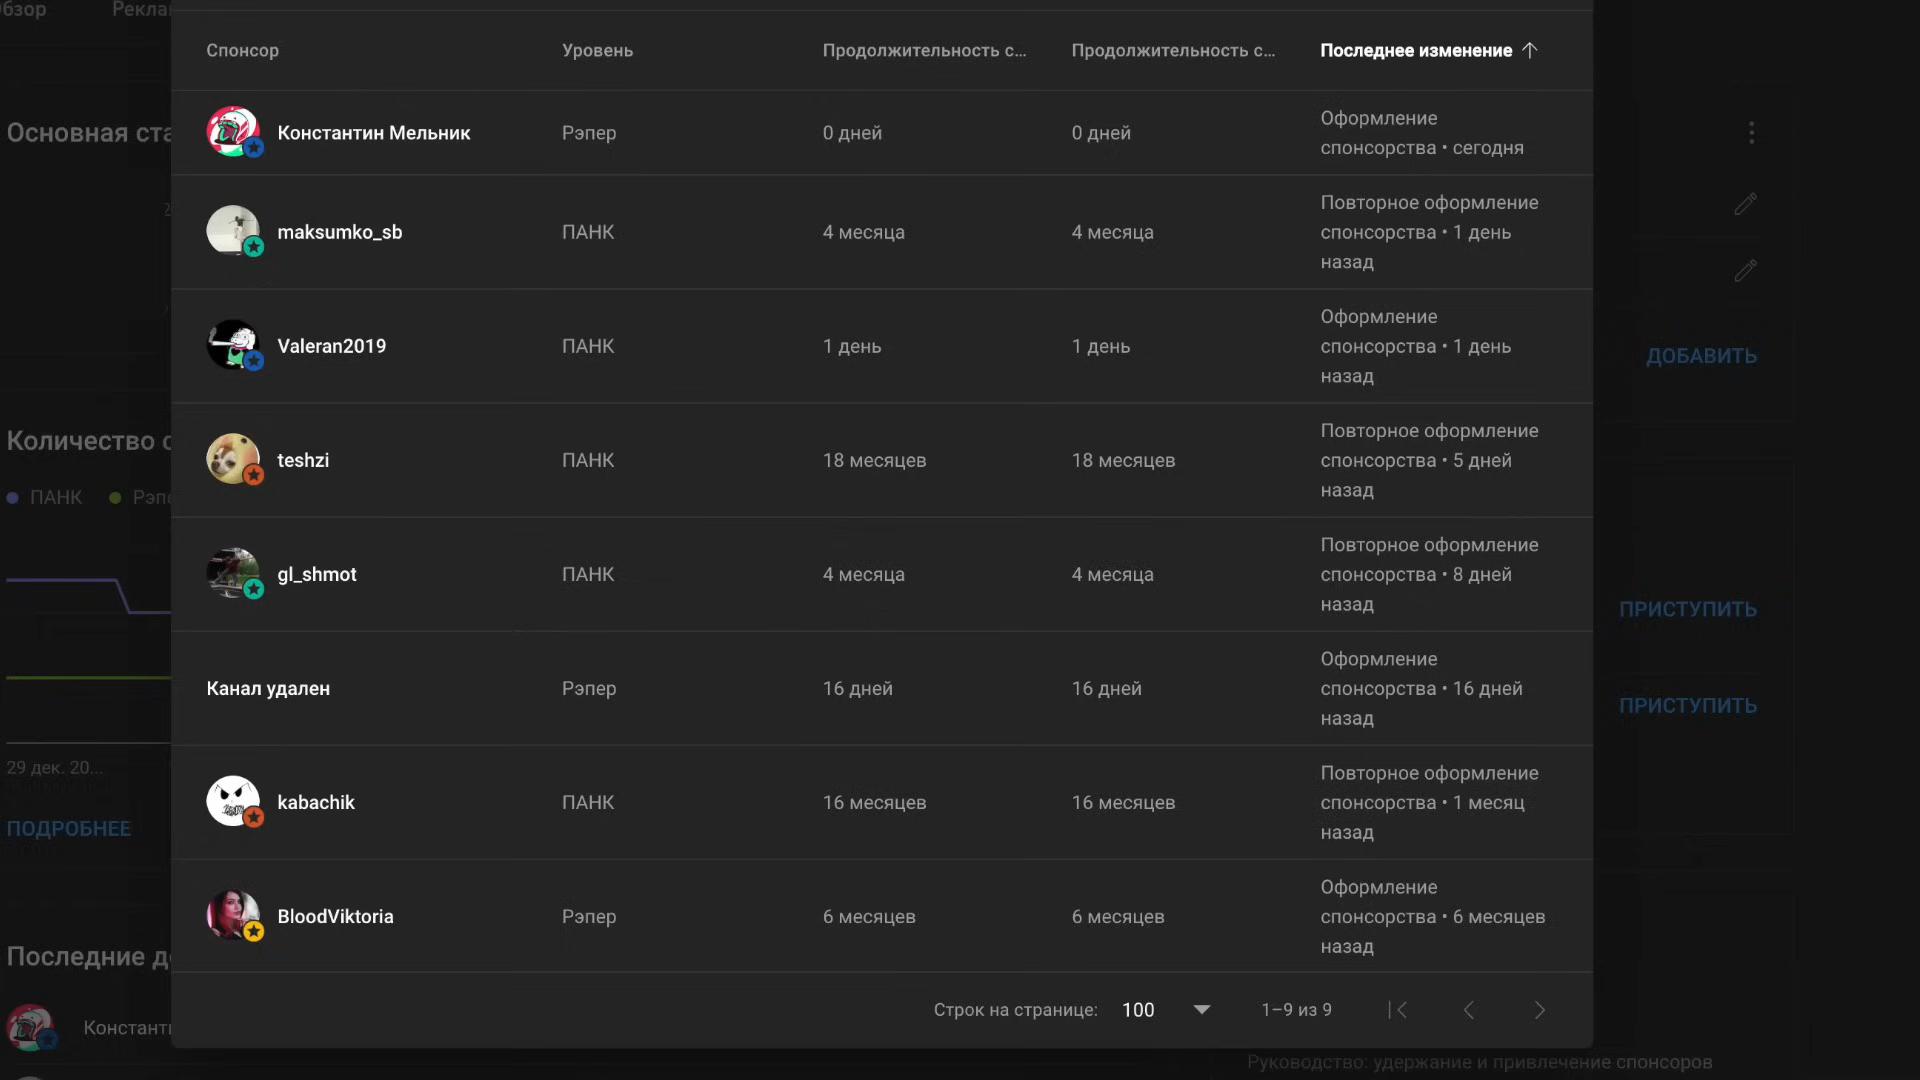 Обзор
Рекла
Спонсор
Уровень
Продолжительность с...
Продолжительность с...
Последнее изменение
Основная ста
Константин Мельник
Рэпер
0 дней
0 дней
Оформление
спонсорства • сегодня
maksumko_sb
ПАНК
4 месяца
4 месяца
Повторное оформление
спонсорства • 1 день
назад
Valeran2019
ПАНК
1 день
1 день
Оформление
спонсорства • 1 день
назад
ДОБАВИТЬ
Количество с
ПАНК
Рэпе
teshzi
ПАНК
18 месяцев
18 месяцев
Повторное оформление
спонсорства • 5 дней
назад
gl_shmot
ПАНК
4 месяца
4 месяца
Повторное оформление
спонсорства • 8 дней
назад
ПРИСТУПИТЬ
Канал удален
Рэпер
16 дней
16 дней
Оформление
спонсорства • 16 дней
назад
ПРИСТУПИТЬ
29 дек. 20...
ПОДРОБНЕЕ
kabachik
ПАНК
16 месяцев
16 месяцев
Повторное оформление
спонсорства • 1 месяц
назад
BloodViktoria
Рэпер
6 месяцев
6 месяцев
Оформление
спонсорства • 6 месяцев
назад
Последние д
Константи
Строк на странице:
100
1–9 из 9
Руководство: удержание и привлечение спонсоров